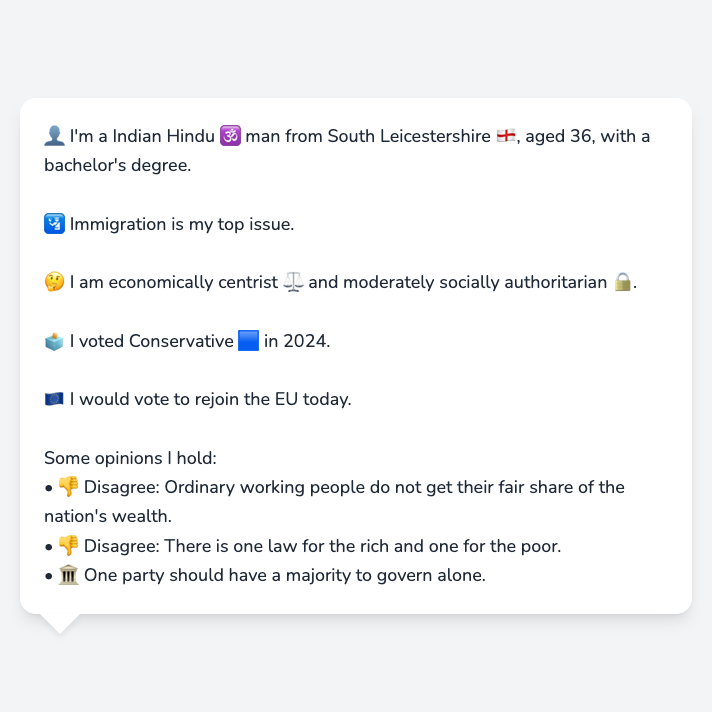 👤 I'm a Indian Hindu 🕉️ man from South Leicestershire 🏴󠁧󠁢󠁥󠁮󠁧󠁿, aged 36, with a
bachelor's degree.
🛂 Immigration is my top issue.
🤔 I am economically centrist ⚖️ and moderately socially authoritarian 🔒.
🗳️ I voted Conservative 🟦 in 2024.
🇪🇺 I would vote to rejoin the EU today.
Some opinions I hold:
• 👎 Disagree: Ordinary working people do not get their fair share of the
nation's wealth.
• 👎 Disagree: There is one law for the rich and one for the poor.
• 🏛️ One party should have a majority to govern alone.